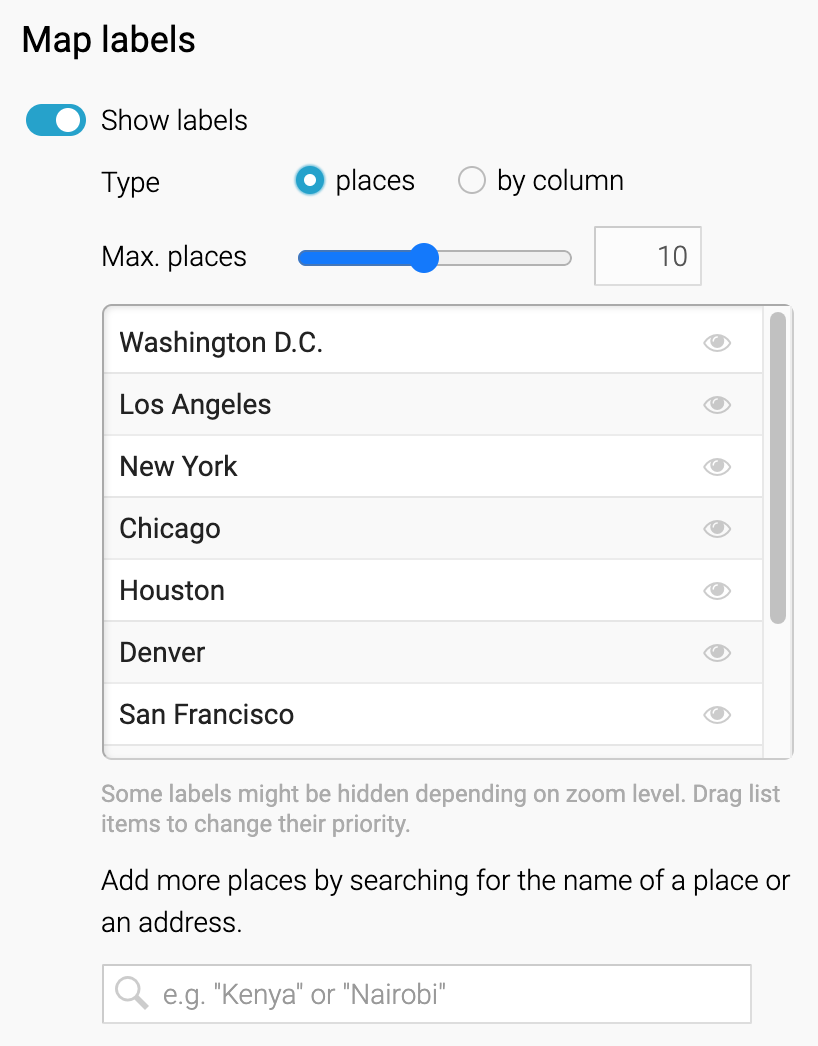 Map labels
Show labels
Type places by column
Max. places 10
Washington D.C.
Los Angeles
New York
Chicago
Houston
Denver
San Francisco
Some labels might be hidden depending on zoom level. Drag list
items to change their priority.
Add more places by searching for the name of a place or
an address.
e.g. "Kenya" or "Nairobi"